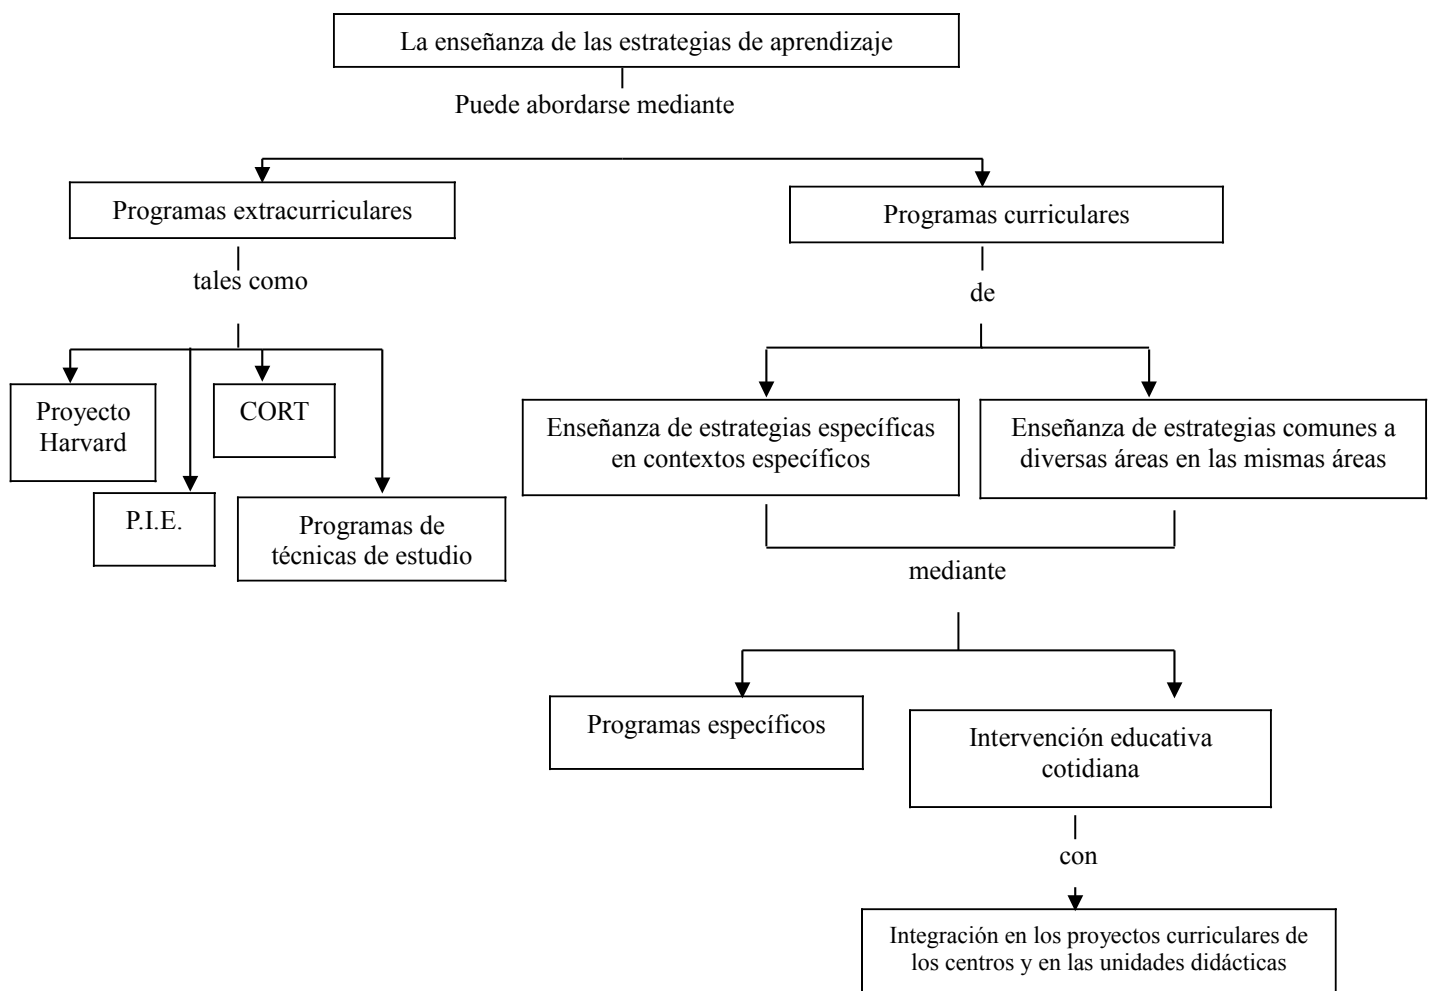 La enseñanza de las estrategias de aprendizaje
Puede abordarse mediante
Programas extracurriculares
Programas curriculares
tales como
de
Proyecto
Harvard
CORT
P.I.E.
Programas de
técnicas de estudio
Enseñanza de estrategias específicas
en contextos específicos
Enseñanza de estrategias comunes a
diversas áreas en las mismas áreas
mediante
Programas específicos
Intervención educativa
cotidiana
con
Integración en los proyectos curriculares de
los centros y en las unidades didácticas